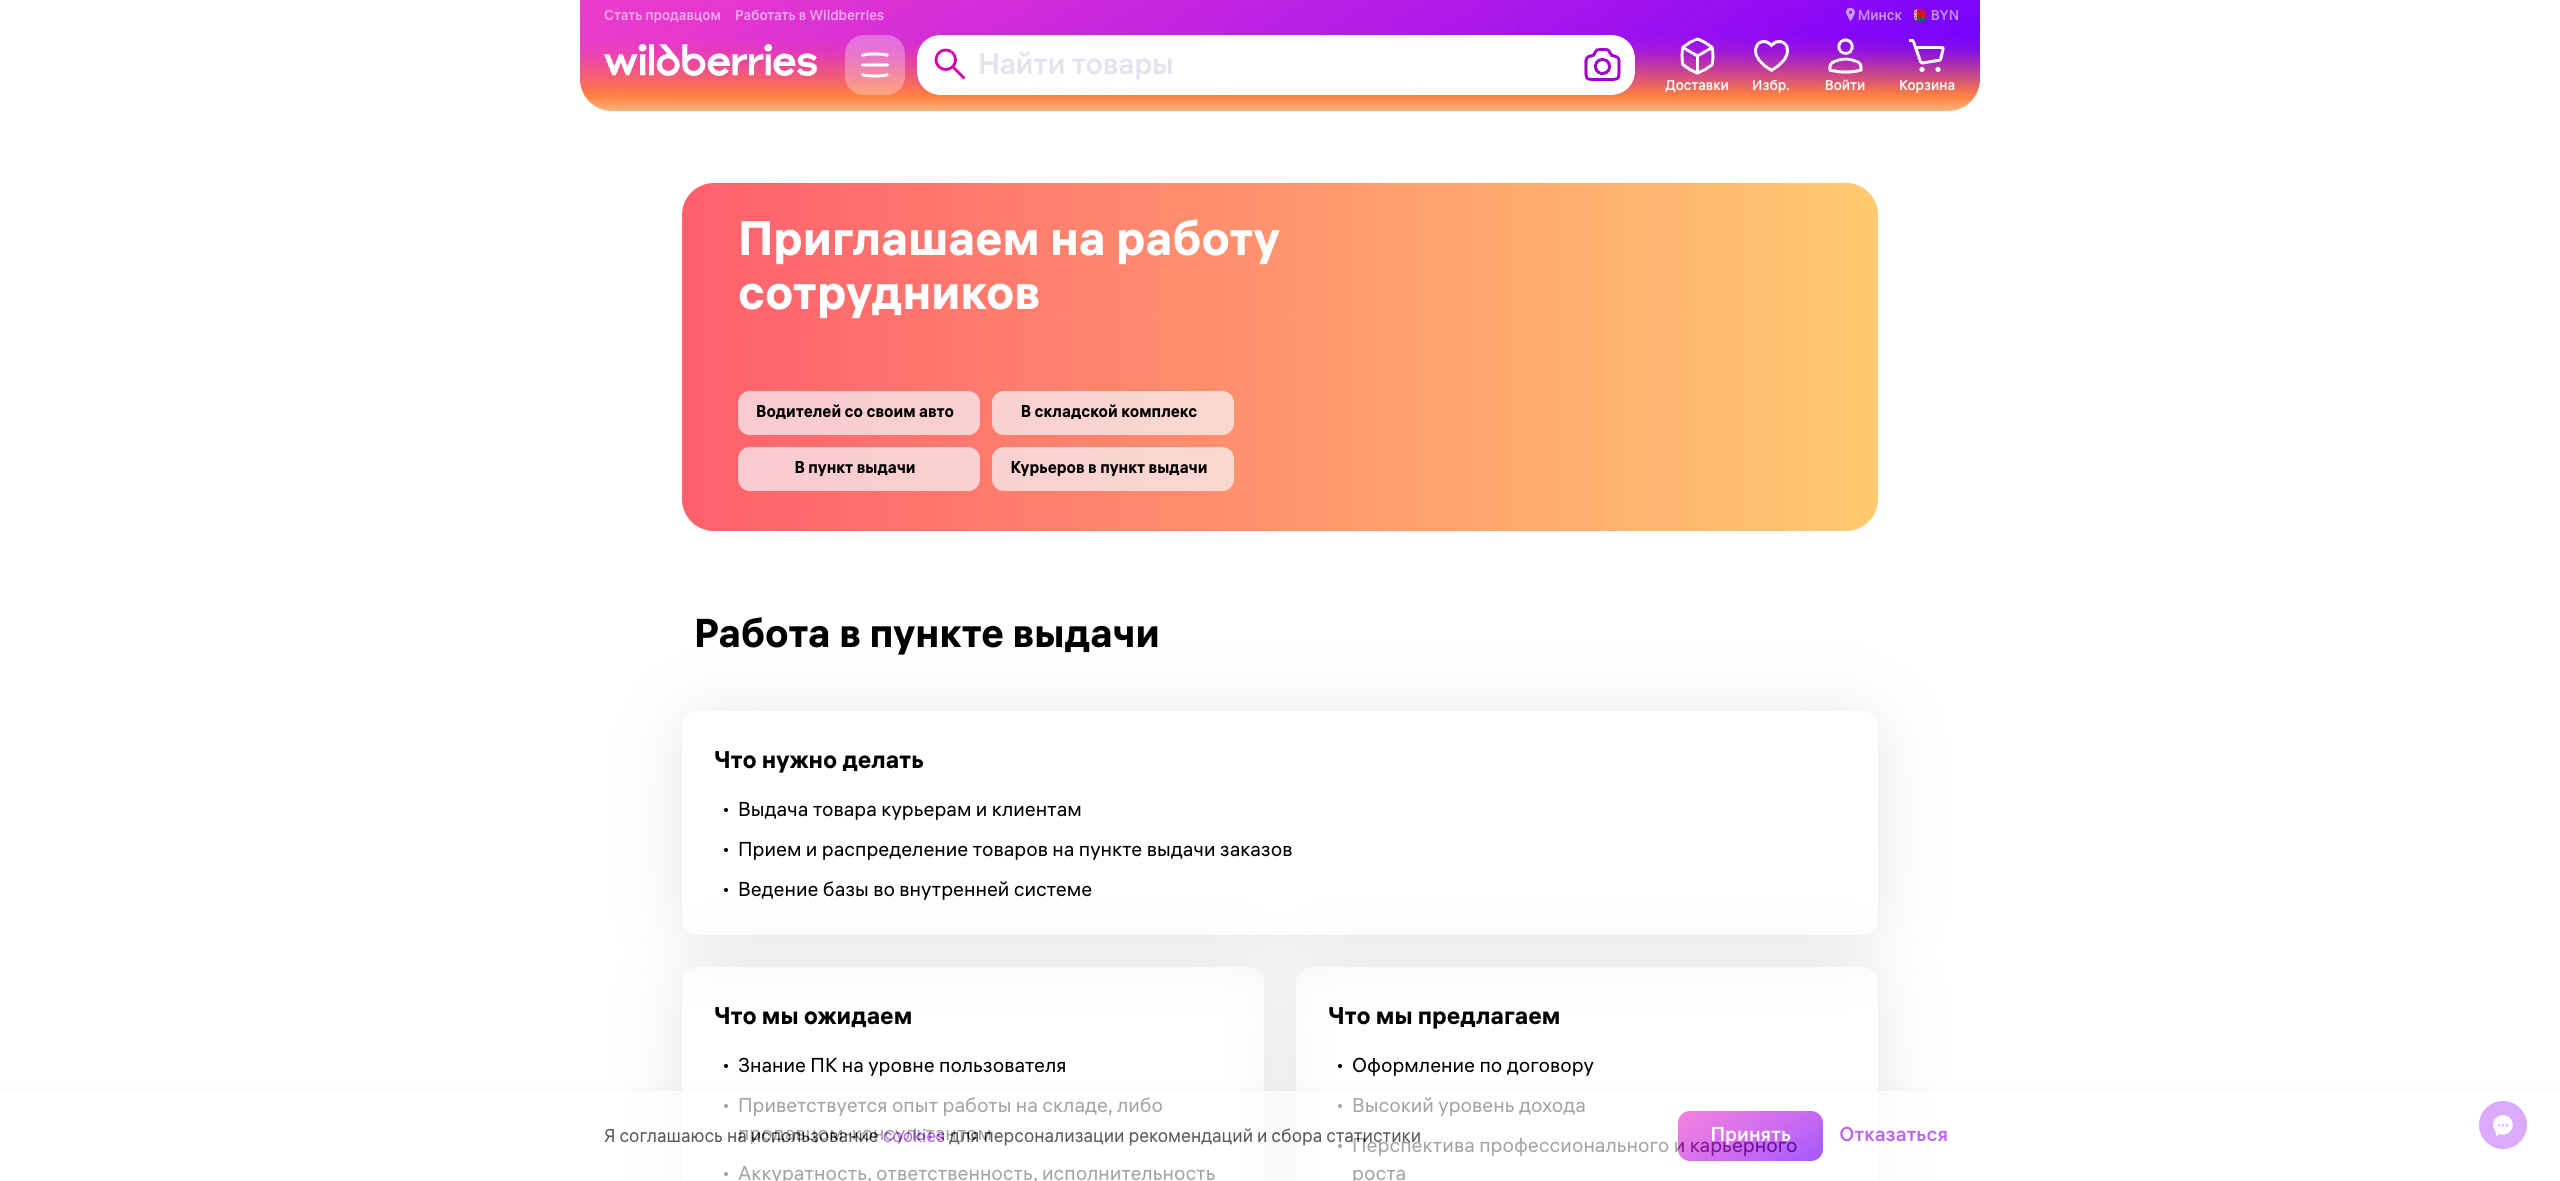 Стать продавцом Работать в Wildberries Минск BYN
wildberries Найти товары Доставки Избр. Войти Корзина
Приглашаем на работу
сотрудников
Водителей со своим авто В складской комплекс
В пункт выдачи Курьеров в пункт выдачи
Работа в пункте выдачи
Что нужно делать
• Выдача товара курьерам и клиентам
• Прием и распределение товаров на пункте выдачи заказов
• Ведение базы во внутренней системе
Что мы ожидаем
• Знание ПК на уровне пользователя
• Приветствуется опыт работы на складе, либо
продавцом-консультантом
• Аккуратность, ответственность, исполнительность
Что мы предлагаем
• Оформление по договору
• Высокий уровень дохода
• Перспектива профессионального и карьерного
роста
Я соглашаюсь на использование cookies для персонализации рекомендаций и сбора статистики
Принять Отказаться